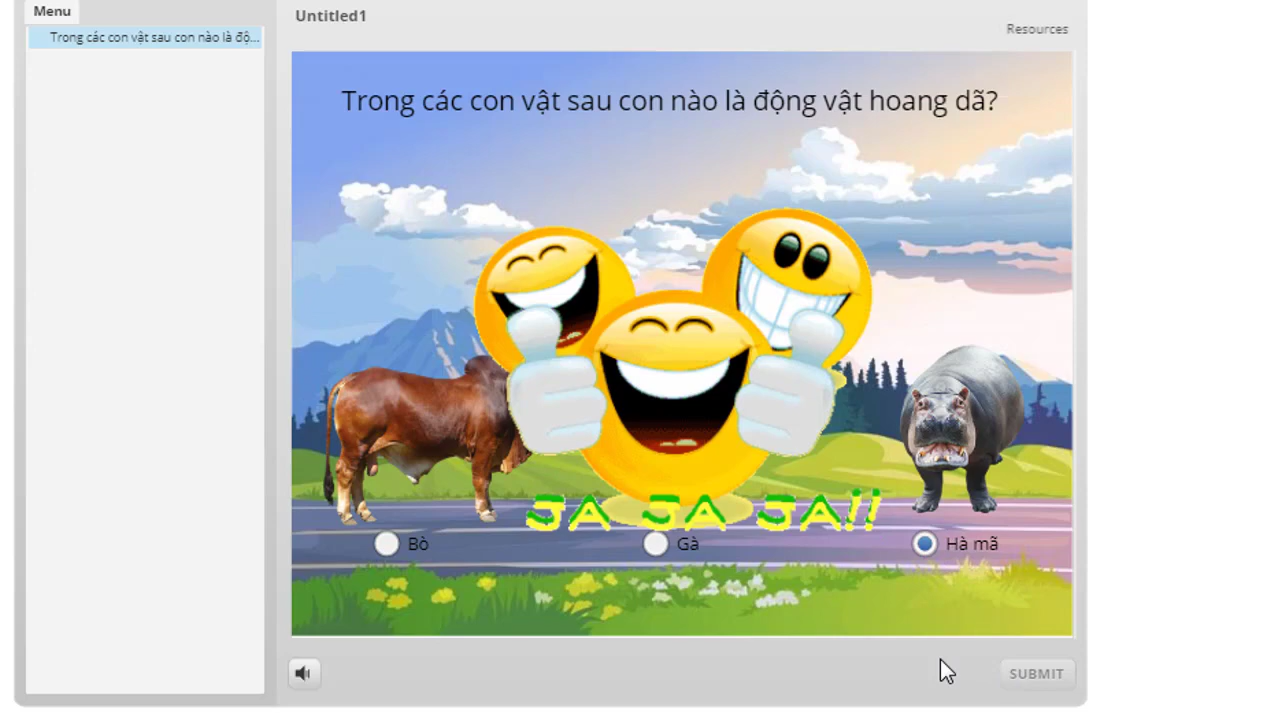 Menu
Trong các con vật sau con nào là độ...
Untitled1
Resources
Trong các con vật sau con nào là động vật hoang dã?
JA JA JA!!
Bò
Gà
Hà mã
SUBMIT